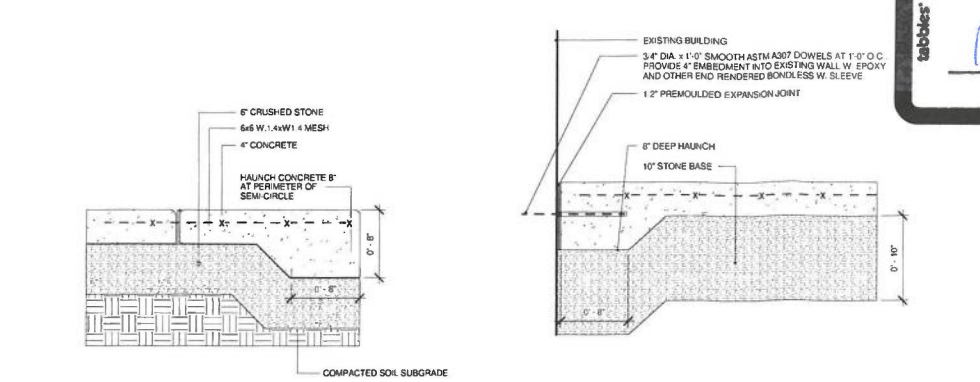 6" CRUSHED STONE
6x6 W.1.4xW1 4 MESH
4" CONCRETE
HAUNCH CONCRETE 8"
AT PERIMETER OF
SEMI-CIRCLE
0' - 8"
0' - 8"
COMPACTED SOIL SUBGRADE
EXISTING BUILDING
3/4" DIA. x 1'-0" SMOOTH ASTM A307 DOWELS AT 1'-0" O.C.
PROVIDE 4" EMBEDMENT INTO EXISTING WALL W. EPOXY
AND OTHER END RENDERED BONDLESS W. SLEEVE
1 2" PREMOULDED EXPANSION JOINT
8" DEEP HAUNCH
10" STONE BASE
0' - 10"
0' - 8"
tabbies®